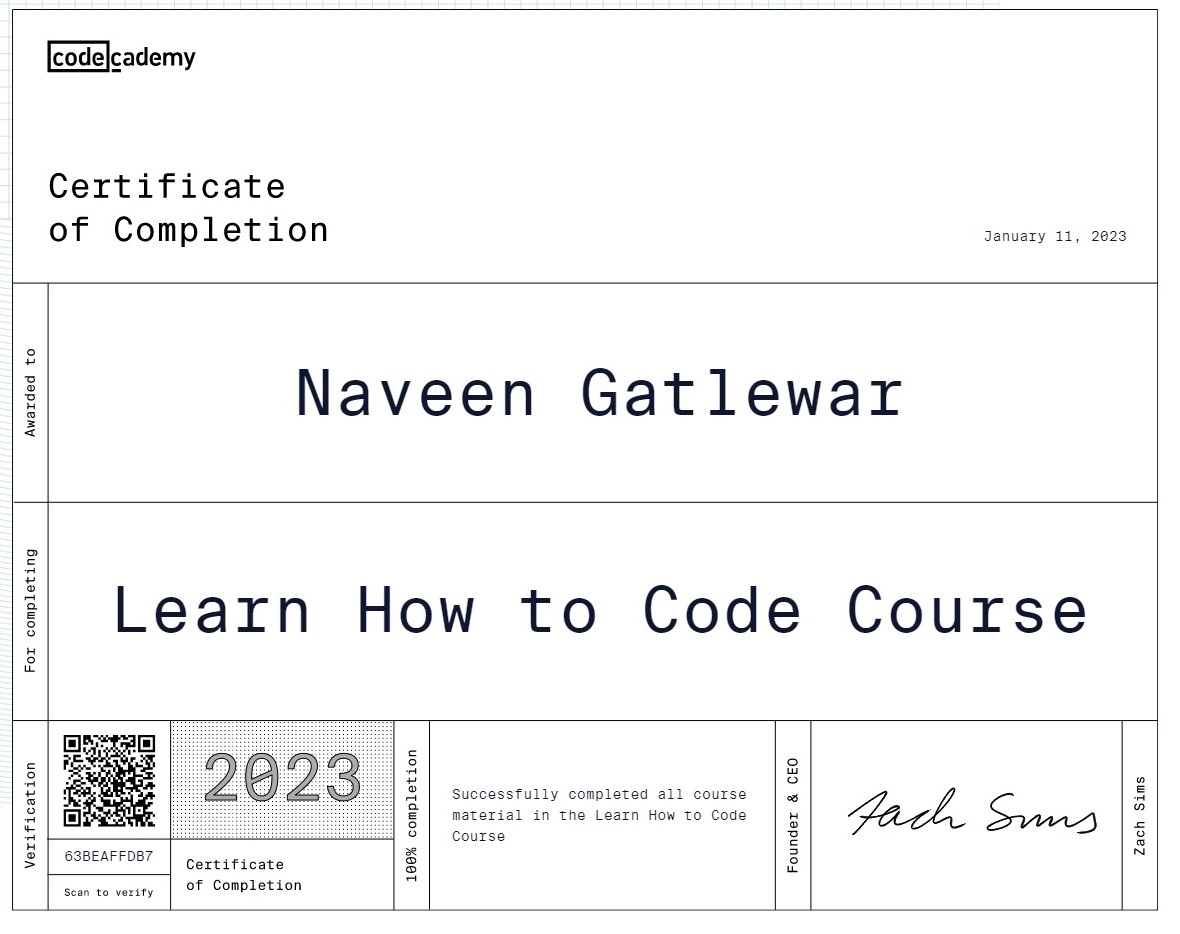 codecademy
Certificate
of Completion
January 11, 2023
Awarded to
Naveen Gatlewar
For completing
Learn How to Code Course
Verification
63BEAFFDB7
Scan to verify
2023
Certificate
of Completion
100% completion
Successfully completed all course
material in the Learn How to Code
Course
Founder & CEO
Zach Sims
Zach Sims